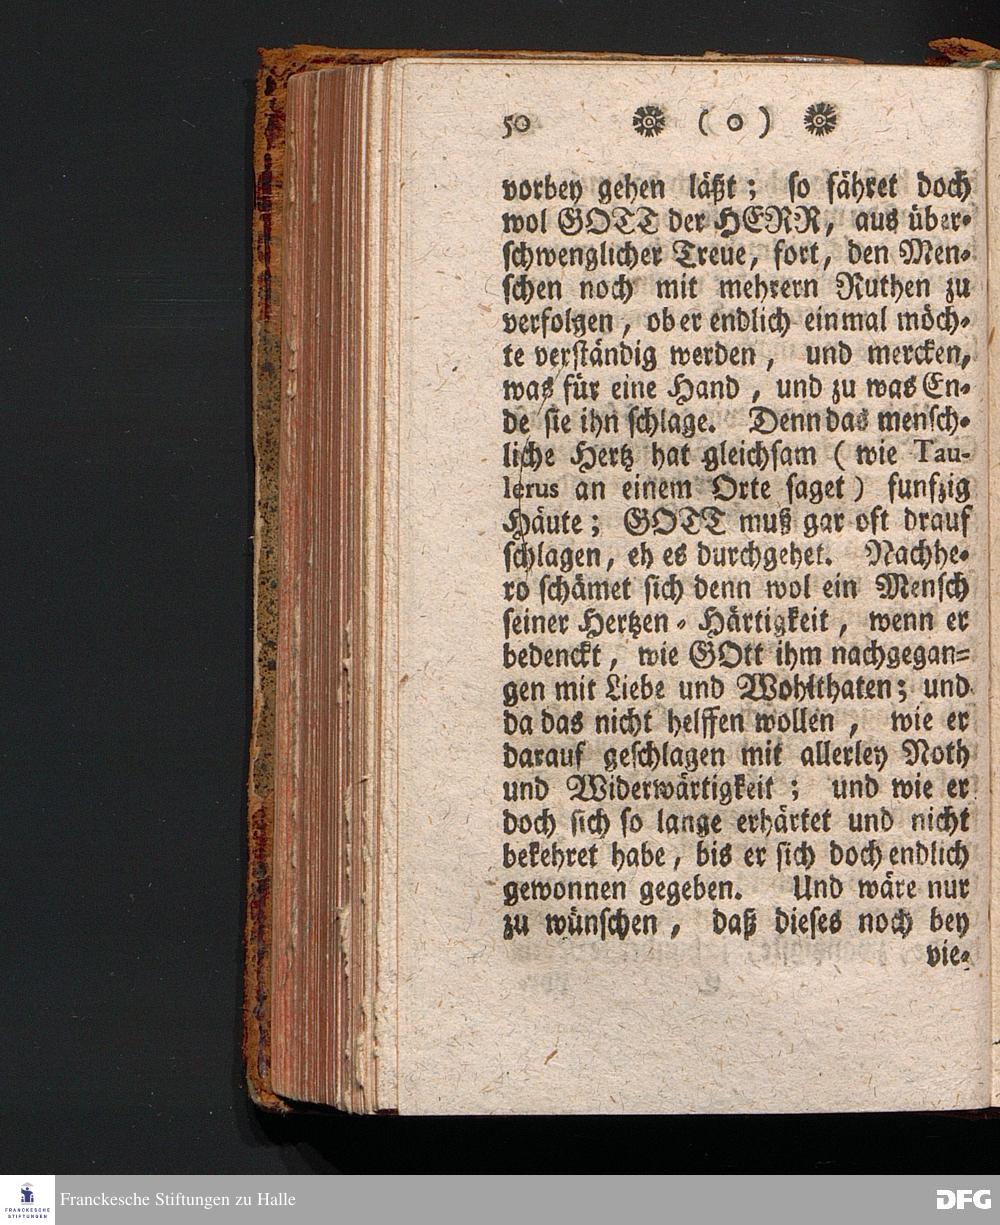 50 ( o )
vorbey gehen läßt; so fähret doch
wol GOTT der HERR, aus über-
schwenglicher Treue, fort, den Men-
schen noch mit mehrern Ruthen zu
verfolgen, ob er endlich einmal möch-
te verständig werden, und mercken,
was für eine Hand, und zu was En-
de sie ihn schlage. Denn das mensch-
liche Hertz hat gleichsam (wie Tau-
lerus an einem Orte saget) funfzig
Häute; GOTT muß gar oft drauf
schlagen, eh es durchgehet. Nachhe-
ro schämet sich denn wol ein Mensch
seiner Hertzen-Härtigkeit, wenn er
bedenckt, wie GOtt ihm nachgegan-
gen mit Liebe und Wohlthaten; und
da das nicht helffen wollen, wie er
darauf geschlagen mit allerley Noth
und Widerwärtigkeit; und wie er
doch sich so lange erhärtet und nicht
bekehret habe, bis er sich doch endlich
gewonnen gegeben. Und wäre nur
zu wünschen, daß dieses noch bey
vie-
FRANCKESCHE
STIFTUNGEN
Franckesche Stiftungen zu Halle
DFG